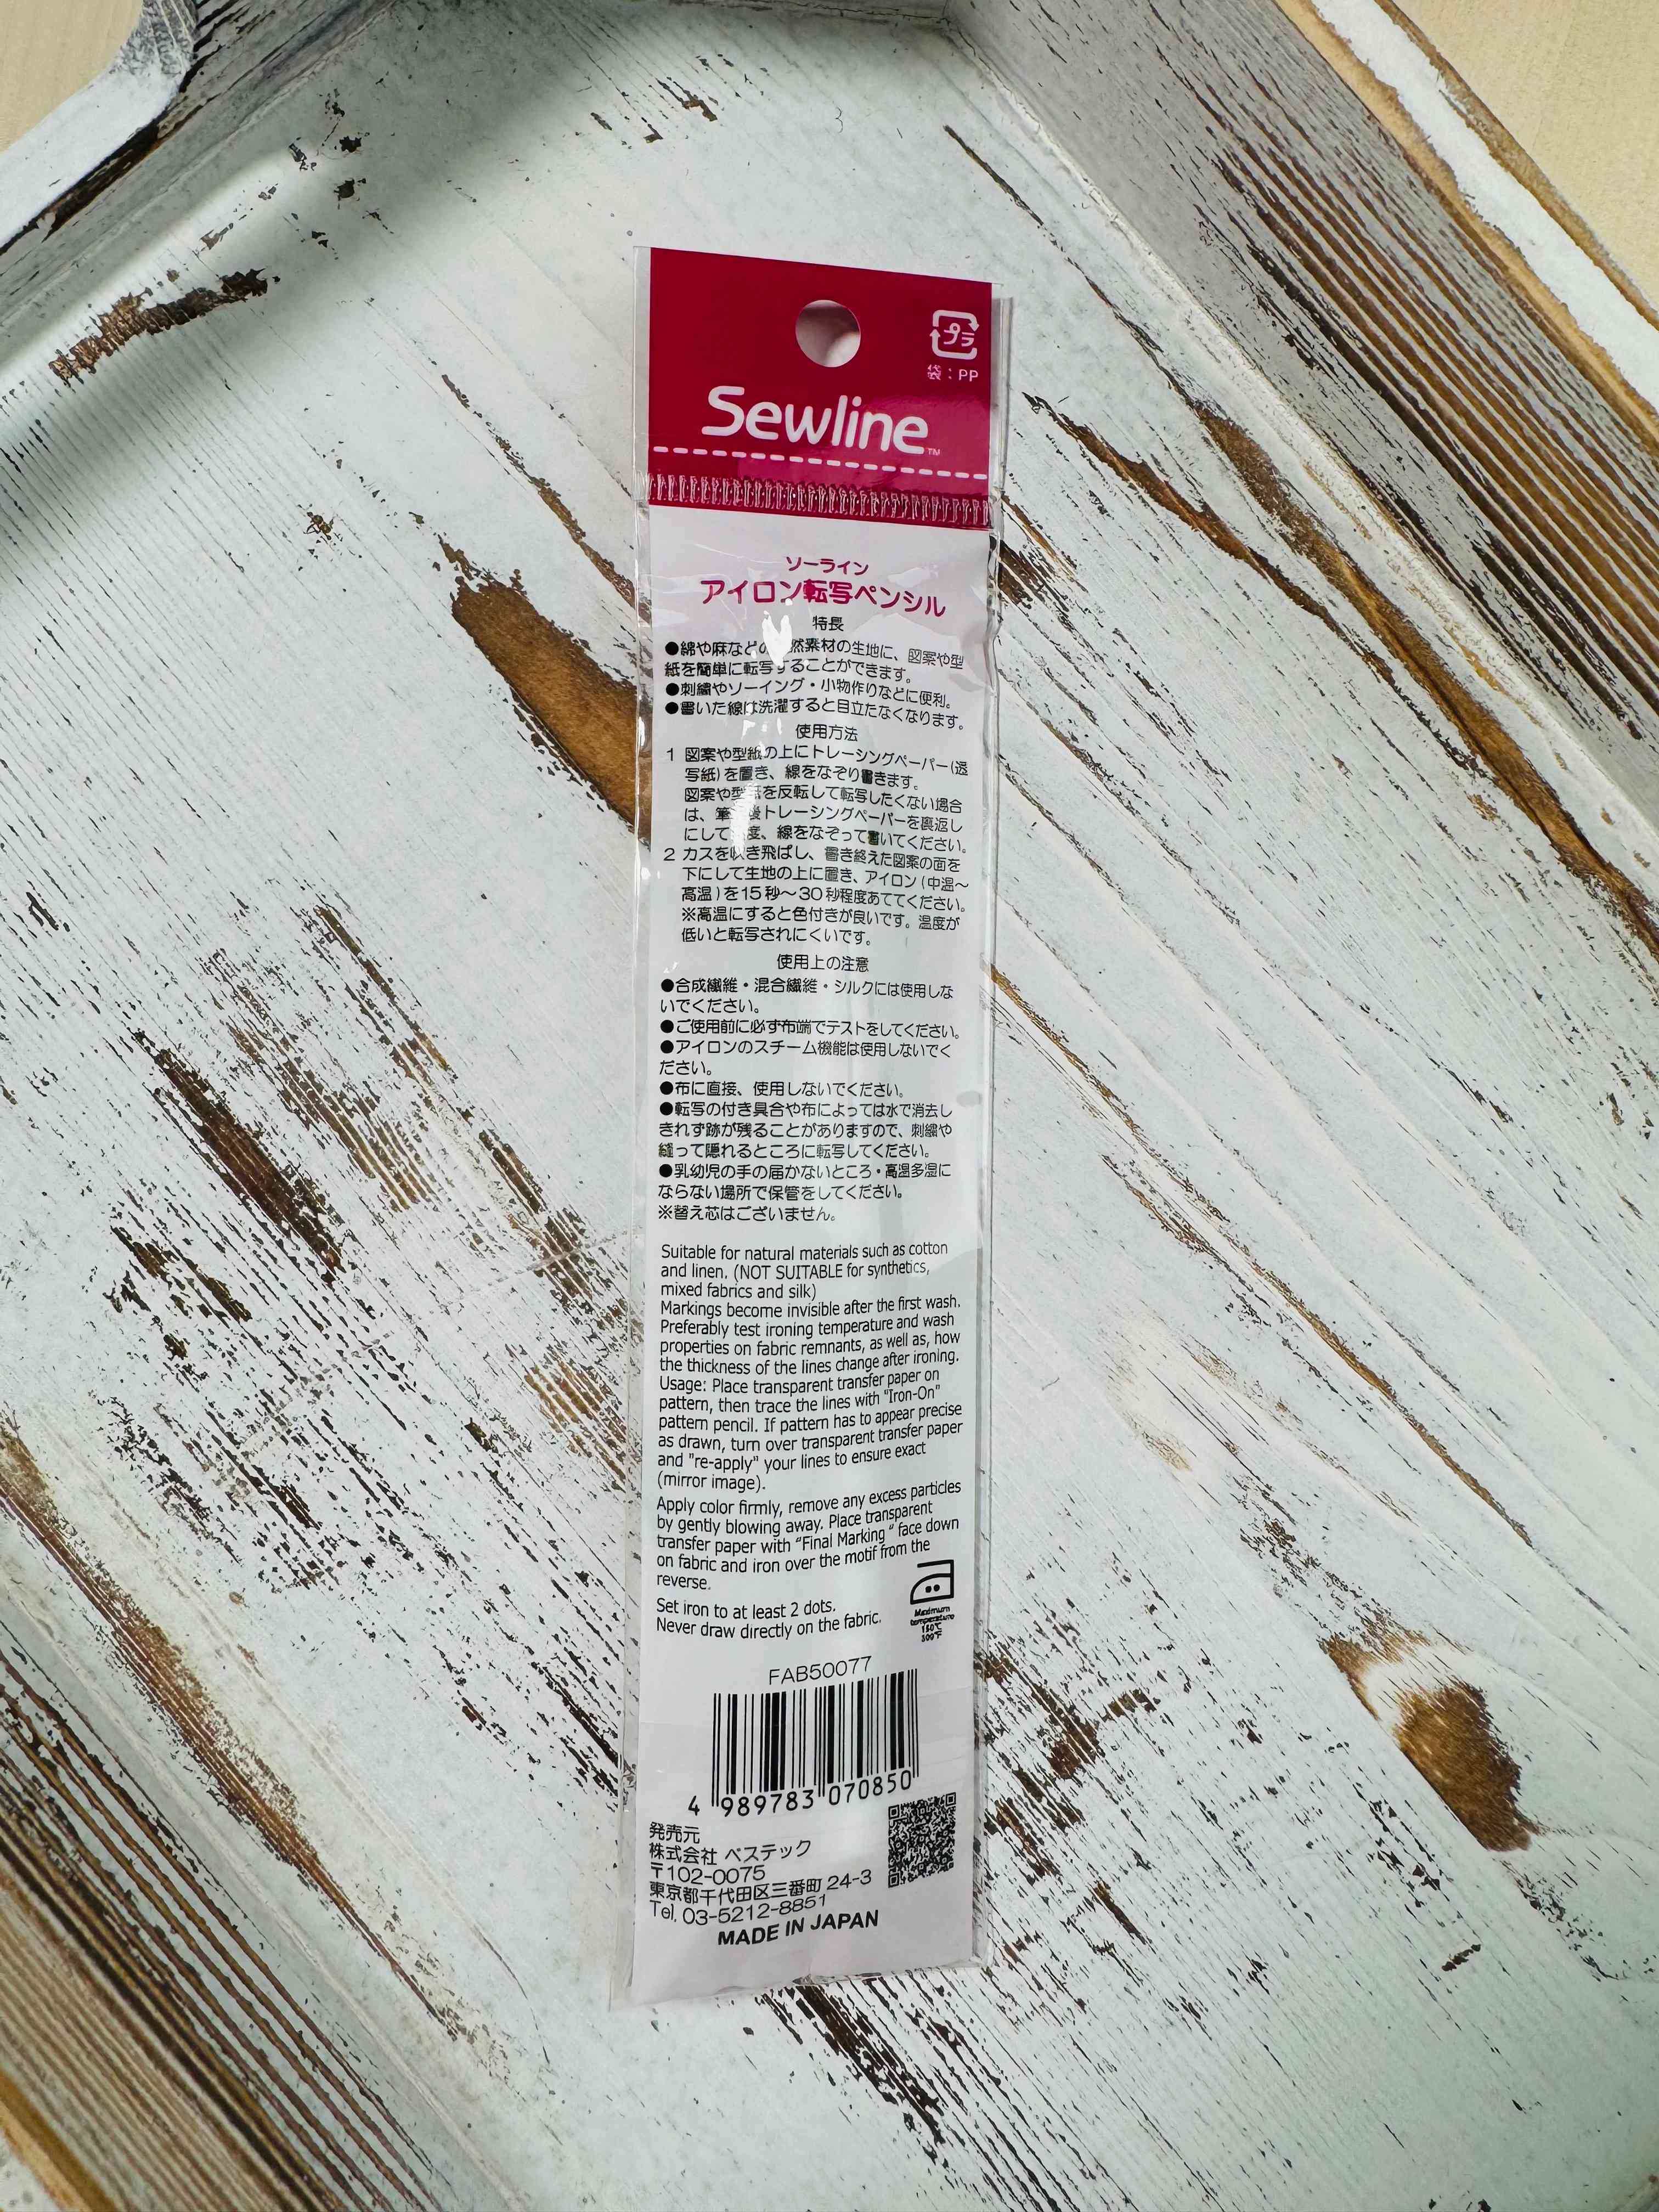 プラ
袋：PP
Sewline™
ソーライン
アイロン転写ペンシル
特長
●綿や麻など 然素材の生地に、図案や型
紙を簡単に転写することができます。
●刺繍やソーイング・小物作りなどに便利。
●書いた線は洗濯すると目立たなくなります。
使用方法
1 図案や型紙の上にトレーシングペーパー(透
写紙)を置き、線をなぞり書きます。
図案や型紙を反転して転写したくない場合
は、筆 後トレーシングペーパーを裏返し
にして 度、線をなぞって書いてください。
2 カスを吹き飛ばし、書き終えた図案の面を
下にして生地の上に置き、アイロン(中温～
高温)を15秒～30秒程度あててください。
※高温にすると色付きが良いです。温度が
低いと転写されにくいです。
使用上の注意
●合成繊維・混合繊維・シルクには使用しな
いでください。
●ご使用前に必ず布端でテストをしてください。
●アイロンのスチーム機能は使用しないでく
ださい。
●布に直接、使用しないでください。
●転写の付き具合や布によっては水で消去し
きれず跡が残ることがありますので、刺繍や
縫って隠れるところに転写してください。
●乳幼児の手の届かないところ・高温多湿に
ならない場所で保管をしてください。
※替え芯はございません。
Suitable for natural materials such as cotton
and linen. (NOT SUITABLE for synthetics,
mixed fabrics and silk)
Markings become invisible after the first wash.
Preferably test ironing temperature and wash
properties on fabric remnants, as well as, how
the thickness of the lines change after ironing.
Usage: Place transparent transfer paper on
pattern, then trace the lines with "Iron-On"
pattern pencil. If pattern has to appear precise
as drawn, turn over transparent transfer paper
and "re-apply" your lines to ensure exact
(mirror image).
Apply color firmly, remove any excess particles
by gently blowing away. Place transparent
transfer paper with “Final Marking ” face down
on fabric and iron over the motif from the
reverse.
Set iron to at least 2 dots.
Never draw directly on the fabric.
Maximum
temperature
150℃
300℉
FAB50077
4 989783 070850
発売元
株式会社 ベステック
〒102-0075
東京都千代田区三番町 24-3
Tel. 03-5212-8851
MADE IN JAPAN